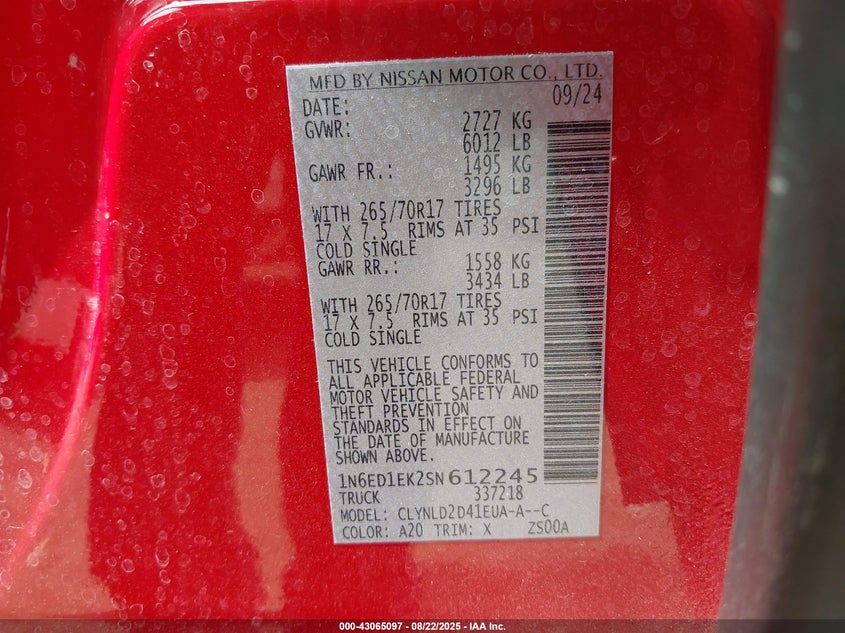 MFD BY NISSAN MOTOR CO., LTD.
DATE: 09/24
GVWR: 2727 KG
6012 LB
GAWR FR.: 1495 KG
3296 LB
WITH 265/70R17 TIRES
17 X 7.5 RIMS AT 35 PSI
COLD SINGLE
GAWR RR.: 1558 KG
3434 LB
WITH 265/70R17 TIRES
17 X 7.5 RIMS AT 35 PSI
COLD SINGLE
THIS VEHICLE CONFORMS TO
ALL APPLICABLE FEDERAL
MOTOR VEHICLE SAFETY AND
THEFT PREVENTION
STANDARDS IN EFFECT ON
THE DATE OF MANUFACTURE
SHOWN ABOVE.
1N6ED1EK2SN612245
TRUCK 337218
MODEL: CLYNLD2D41EUA-A--C
COLOR: A20 TRIM: X ZS00A
000-43065097 - 08/22/2025 - IAA Inc.